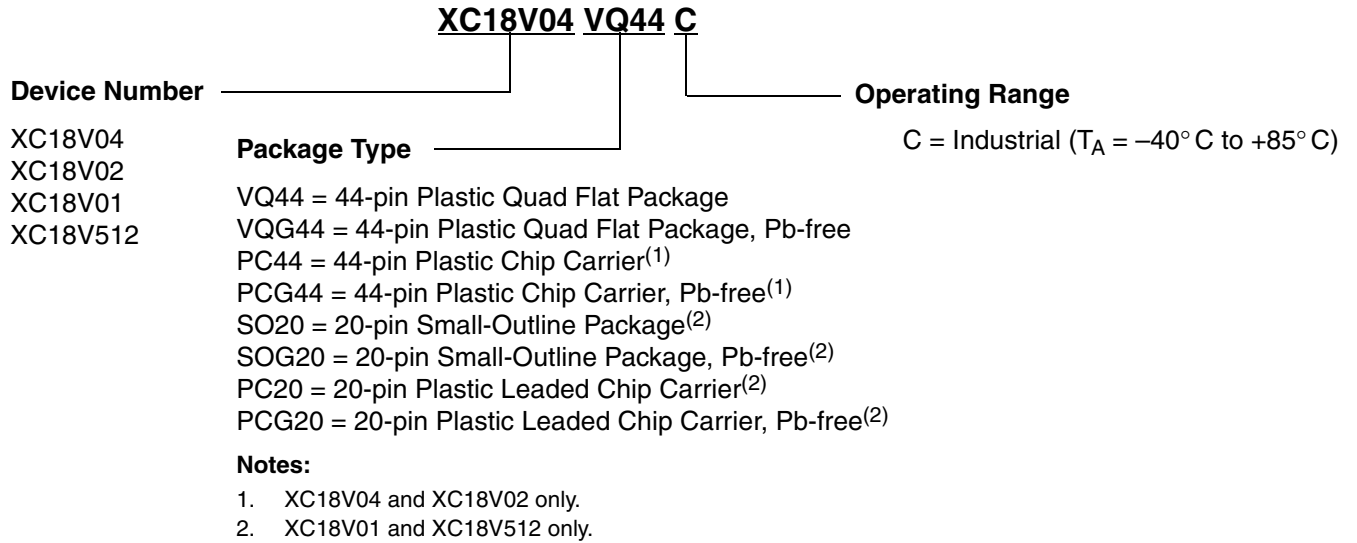 XC18V04 VQ44 C
Device Number
XC18V04
XC18V02
XC18V01
XC18V512
Package Type
VQ44 = 44-pin Plastic Quad Flat Package
VQG44 = 44-pin Plastic Quad Flat Package, Pb-free
PC44 = 44-pin Plastic Chip Carrier(1)
PCG44 = 44-pin Plastic Chip Carrier, Pb-free(1)
SO20 = 20-pin Small-Outline Package(2)
SOG20 = 20-pin Small-Outline Package, Pb-free(2)
PC20 = 20-pin Plastic Leaded Chip Carrier(2)
PCG20 = 20-pin Plastic Leaded Chip Carrier, Pb-free(2)
Notes:
1. XC18V04 and XC18V02 only.
2. XC18V01 and XC18V512 only.
Operating Range
C = Industrial (TA = –40° C to +85° C)